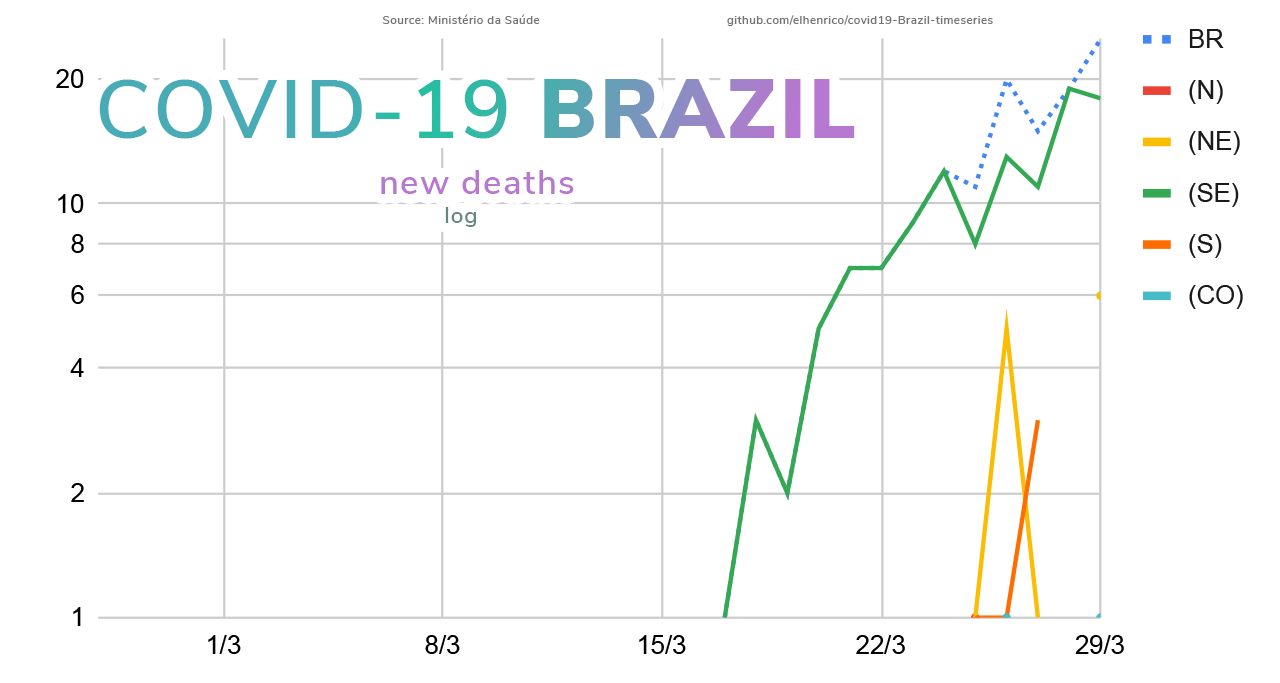 Source: Ministério da Saúde
github.com/elhenrico/covid19-Brazil-timeseries
COVID-19 BRAZIL
new deaths
log
20
10
8
6
4
2
1
1/3
8/3
15/3
22/3
29/3
BR
(N)
(NE)
(SE)
(S)
(CO)